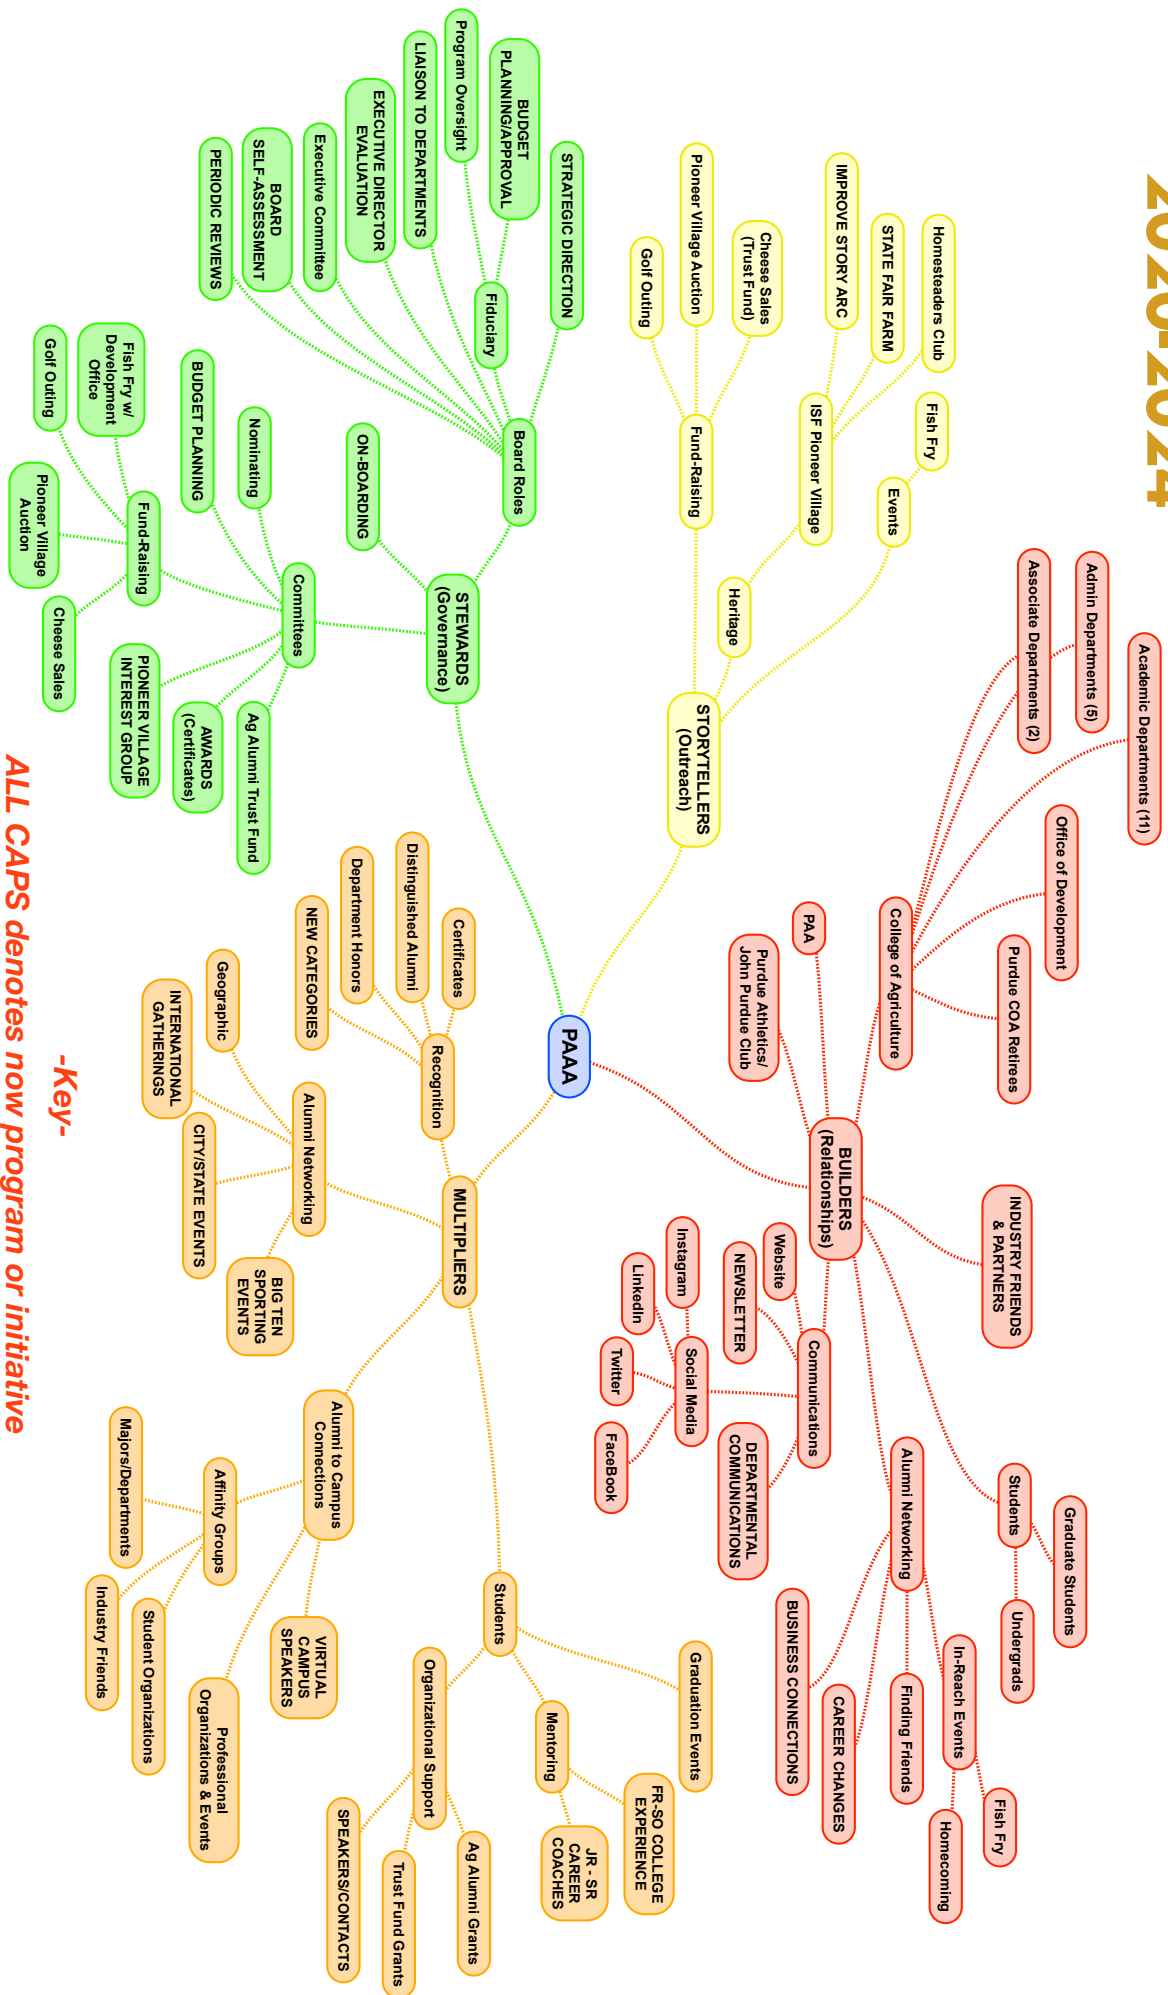 2020-2024
Academic Departments (11)
Admin Departments (5)
Associate Departments (2)
Office of Development
Purdue COA Retirees
College of Agriculture
PAA
Purdue Athletics/
John Purdue Club
BUILDERS
(Relationships)
INDUSTRY FRIENDS
& PARTNERS
Students
Graduate Students
Undergrads
Alumni Networking
In-Reach Events
Fish Fry
Homecoming
Finding Friends
CAREER CHANGES
BUSINESS CONNECTIONS
Communications
Website
NEWSLETTER
DEPARTMENTAL
COMMUNICATIONS
Social Media
Instagram
LinkedIn
Twitter
FaceBook
Homesteaders Club
STATE FAIR FARM
IMPROVE STORY ARC
Fish Fry
Events
ISF Pioneer Village
Heritage
Cheese Sales
(Trust Fund)
Pioneer Village Auction
Golf Outing
Fund-Raising
STORYTELLERS
(Outreach)
PAAA
STRATEGIC DIRECTION
BUDGET
PLANNING/APPROVAL
Program Oversight
Fiduciary
LIAISON TO DEPARTMENTS
EXECUTIVE DIRECTOR
EVALUATION
Executive Committee
BOARD
SELF-ASSESSMENT
PERIODIC REVIEWS
Board Roles
ON-BOARDING
STEWARDS
(Governance)
Committees
Nominating
BUDGET PLANNING
Fund-Raising
Fish Fry w/
Development
Office
Golf Outing
Pioneer Village
Auction
Cheese Sales
PIONEER VILLAGE
INTEREST GROUP
AWARDS
(Certificates)
Ag Alumni Trust Fund
MULTIPLIERS
Recognition
Certificates
Distinguished Alumni
Department Honors
NEW CATEGORIES
Alumni Networking
Geographic
INTERNATIONAL
GATHERINGS
CITY/STATE EVENTS
BIG TEN
SPORTING
EVENTS
Alumni to Campus
Connections
Affinity Groups
Majors/Departments
Industry Friends
Student Organizations
Professional
Organizations & Events
VIRTUAL
CAMPUS
SPEAKERS
Students
Graduation Events
Mentoring
FR-SO COLLEGE
EXPERIENCE
JR - SR
CAREER
COACHES
Organizational Support
Ag Alumni Grants
Trust Fund Grants
SPEAKERS/CONTACTS
-Key-
ALL CAPS denotes now program or initiative